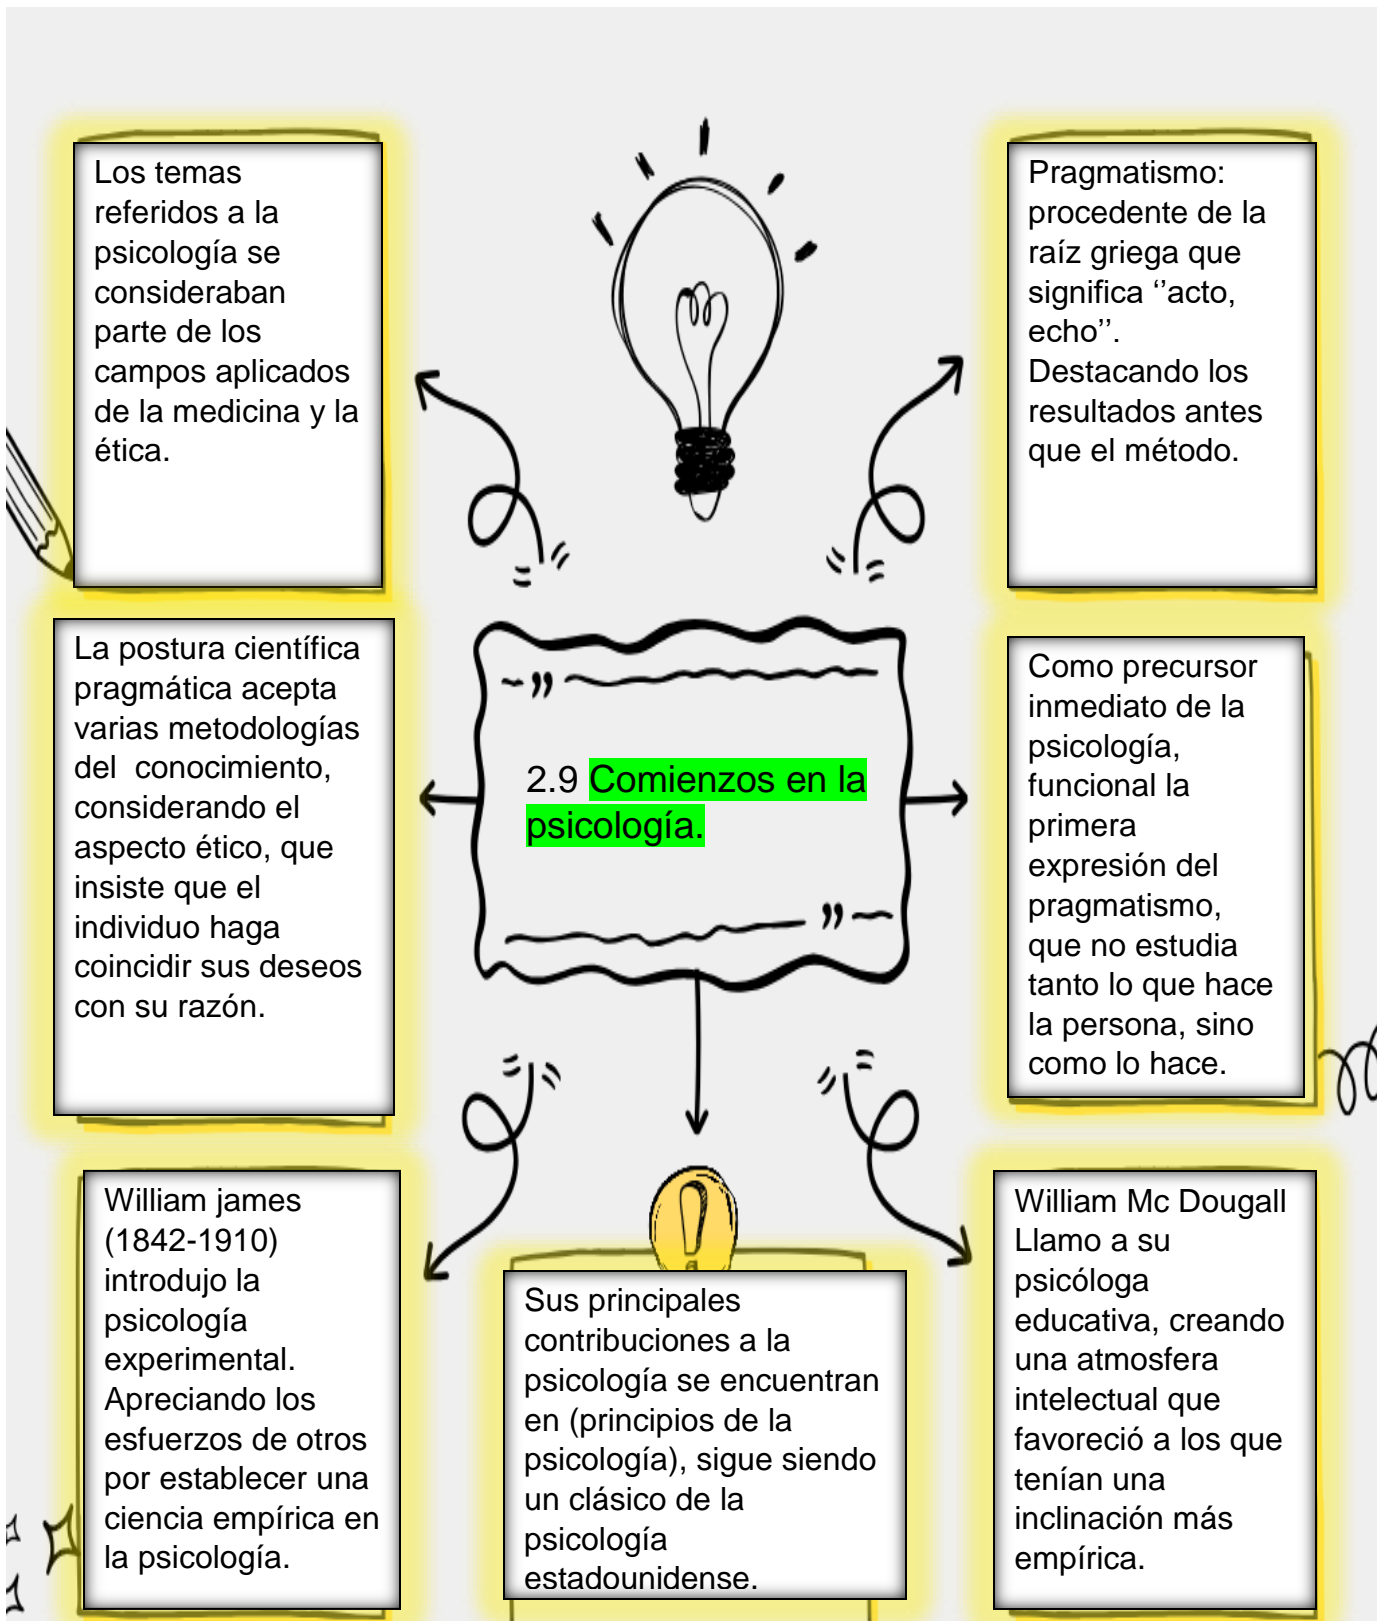 Los temas
referidos a la
psicología se
consideraban
parte de los
campos aplicados
de la medicina y la
ética.
Pragmatismo:
procedente de la
raíz griega que
significa ‘’acto,
echo’’.
Destacando los
resultados antes
que el método.
La postura científica
pragmática acepta
varias metodologías
del  conocimiento,
considerando el
aspecto ético, que
insiste que el
individuo haga
coincidir sus deseos
con su razón.
2.9 Comienzos en la
psicología.
Como precursor
inmediato de la
psicología,
funcional la
primera
expresión del
pragmatismo,
que no estudia
tanto lo que hace
la persona, sino
como lo hace.
William james
(1842-1910)
introdujo la
psicología
experimental.
Apreciando los
esfuerzos de otros
por establecer una
ciencia empírica en
la psicología.
Sus principales
contribuciones a la
psicología se encuentran
en (principios de la
psicología), sigue siendo
un clásico de la
psicología
estadounidense.
William Mc Dougall
Llamo a su
psicóloga
educativa, creando
una atmosfera
intelectual que
favoreció a los que
tenían una
inclinación más
empírica.